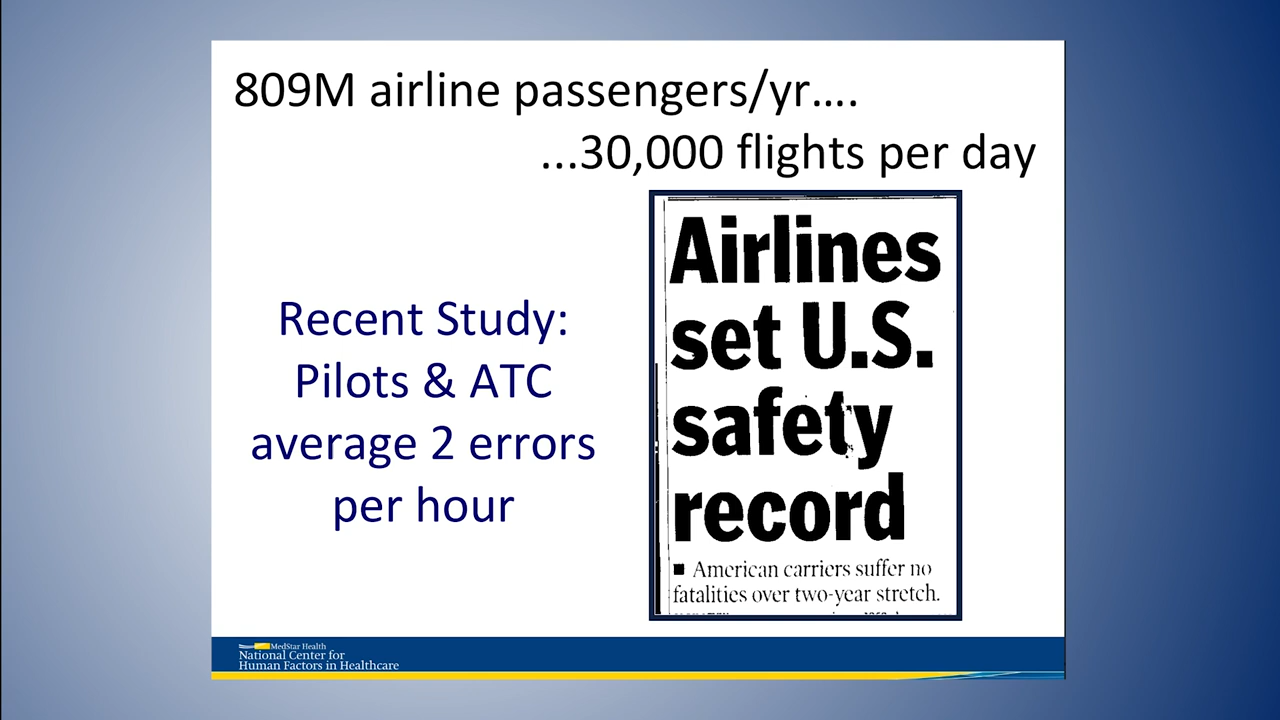 809M airline passengers/yr....
...30,000 flights per day
Recent Study:
Pilots & ATC
average 2 errors
per hour
Airlines
set U.S.
safety
record
■ American carriers suffer no
fatalities over two-year stretch.
MedStar Health
National Center for
Human Factors in Healthcare